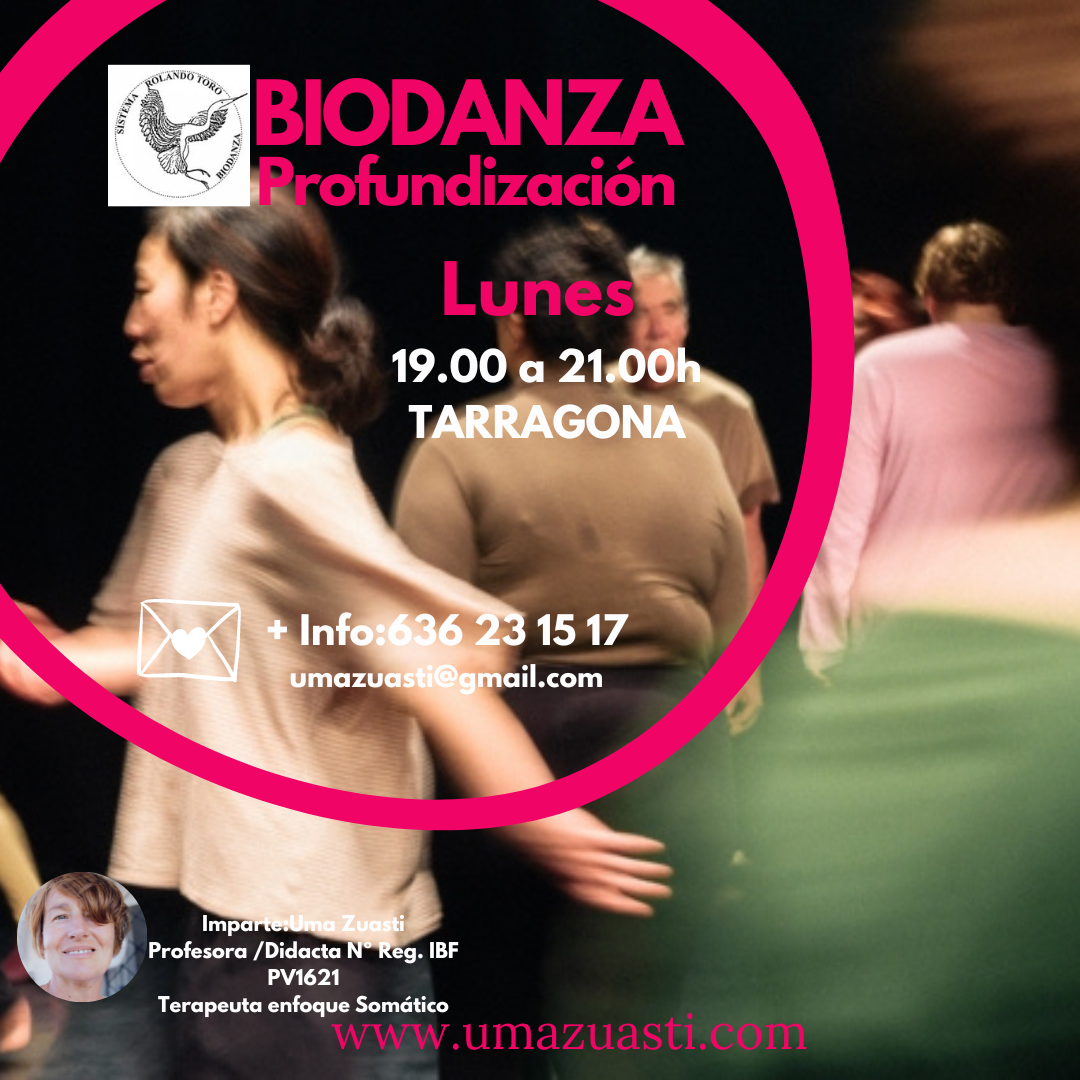 SISTEMA ROLANDO TORO
BIODANZA
BIODANZA
Profundización
Lunes
19.00 a 21.00h
TARRAGONA
+ Info:636 23 15 17
umazuasti@gmail.com
Imparte:Uma Zuasti
Profesora /Didacta Nº Reg. IBF
PV1621
Terapeuta enfoque Somático
www.umazuasti.com